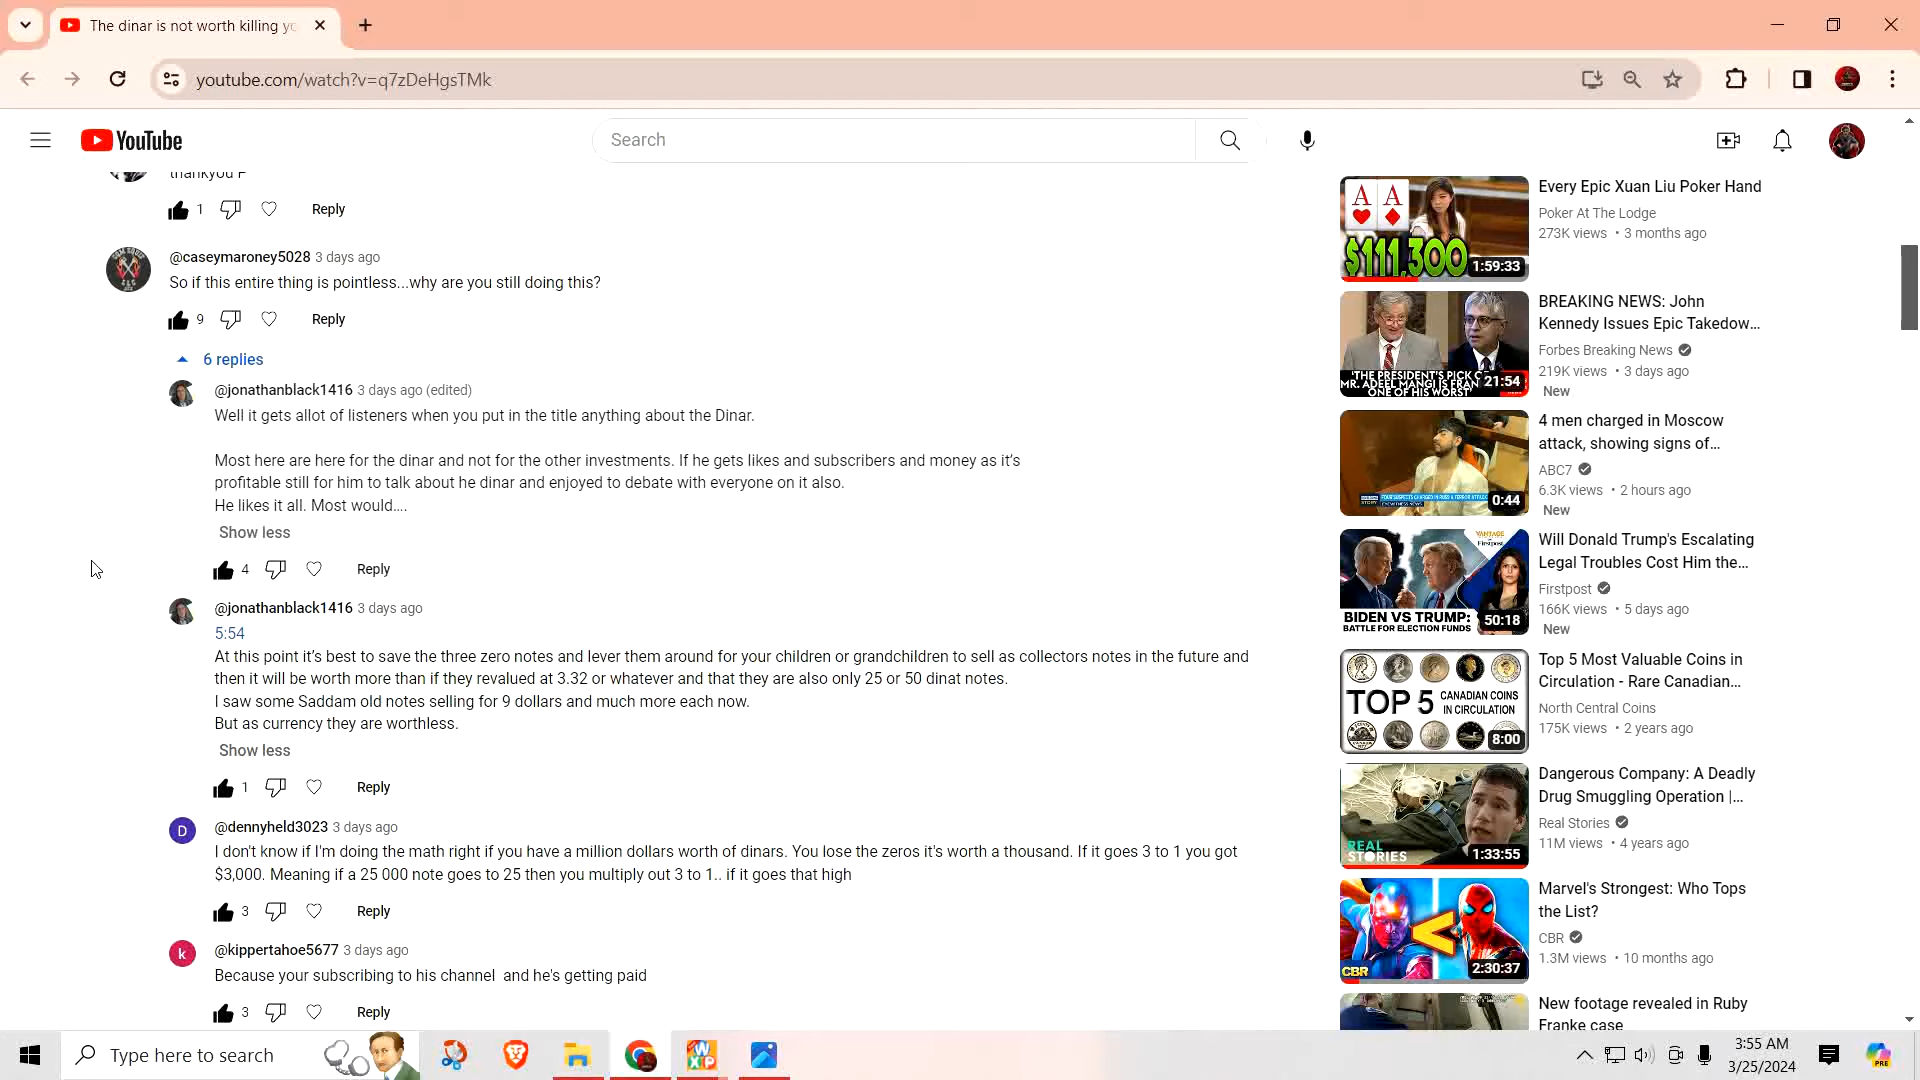 The dinar is not worth killing yo
youtube.com/watch?v=q7zDeHgsTMk
YouTube
Search
thankyou F
1
Reply
@caseymaroney5028 3 days ago
So if this entire thing is pointless...why are you still doing this?
9
Reply
6 replies
@jonathanblack1416 3 days ago (edited)
Well it gets allot of listeners when you put in the title anything about the Dinar.
Most here are here for the dinar and not for the other investments. If he gets likes and subscribers and money as it's
profitable still for him to talk about he dinar and enjoyed to debate with everyone on it also.
He likes it all. Most would....
Show less
4
Reply
@jonathanblack1416 3 days ago
5:54
At this point it's best to save the three zero notes and lever them around for your children or grandchildren to sell as collectors notes in the future and
then it will be worth more than if they revalued at 3.32 or whatever and that they are also only 25 or 50 dinat notes.
I saw some Saddam old notes selling for 9 dollars and much more each now.
But as currency they are worthless.
Show less
1
Reply
D
@dennyheld3023 3 days ago
I don't know if I'm doing the math right if you have a million dollars worth of dinars. You lose the zeros it's worth a thousand. If it goes 3 to 1 you got
$3,000. Meaning if a 25 000 note goes to 25 then you multiply out 3 to 1.. if it goes that high
3
Reply
k
@kippertahoe5677 3 days ago
Because your subscribing to his channel and he's getting paid
3
Reply
A A
$111,300
1:59:33
Every Epic Xuan Liu Poker Hand
Poker At The Lodge
273K views • 3 months ago
'THE PRESIDENT'S PICK O
MR. ADEEL MANGI IS FRAN
ONE OF HIS WORST'
21:54
BREAKING NEWS: John
Kennedy Issues Epic Takedow...
Forbes Breaking News
219K views • 3 days ago
New
0:44
4 men charged in Moscow
attack, showing signs of...
ABC7
6.3K views • 2 hours ago
New
VANTAGE
Firstpost
BIDEN VS TRUMP:
BATTLE FOR ELECTION FUNDS
50:18
Will Donald Trump's Escalating
Legal Troubles Cost Him the...
Firstpost
166K views • 5 days ago
New
TOP 5 CANADIAN COINS
IN CIRCULATION
8:00
Top 5 Most Valuable Coins in
Circulation - Rare Canadian...
North Central Coins
175K views • 2 years ago
REAL
STORIES
1:33:55
Dangerous Company: A Deadly
Drug Smuggling Operation |...
Real Stories
11M views • 4 years ago
<
CBR
2:30:37
Marvel's Strongest: Who Tops
the List?
CBR
1.3M views • 10 months ago
New footage revealed in Ruby
Franke case
Type here to search
W
XP
PRE
3:55 AM
3/25/2024